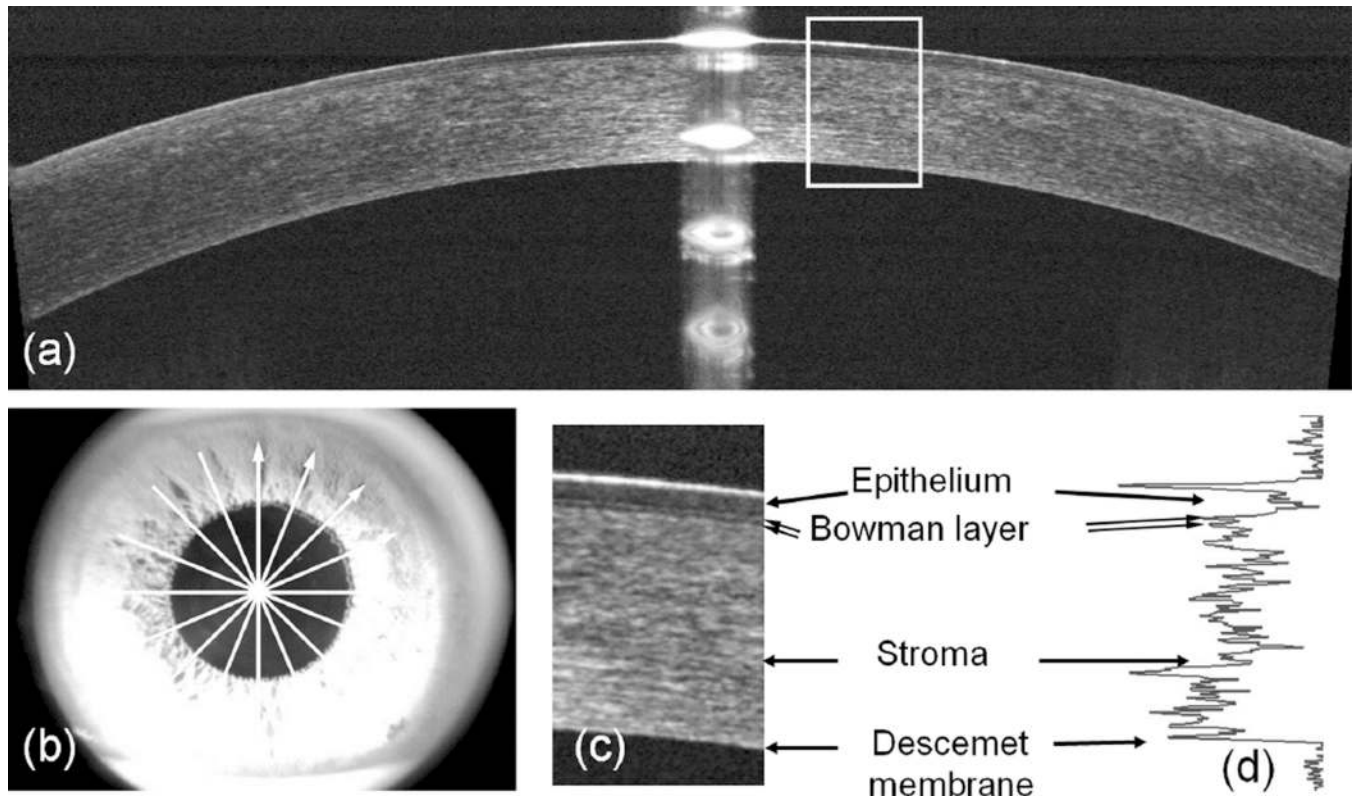 (a)
(b)
(c)
Epithelium
Bowman layer
Stroma
Descemet
membrane
(d)